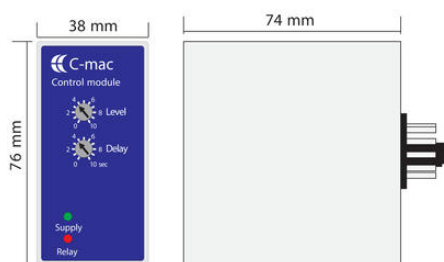 38 mm
74 mm
76 mm
C-mac
Control module
4 6
2 8 Level
0 10
4 6
2 8 Delay
0 10 sec
Supply
Relay